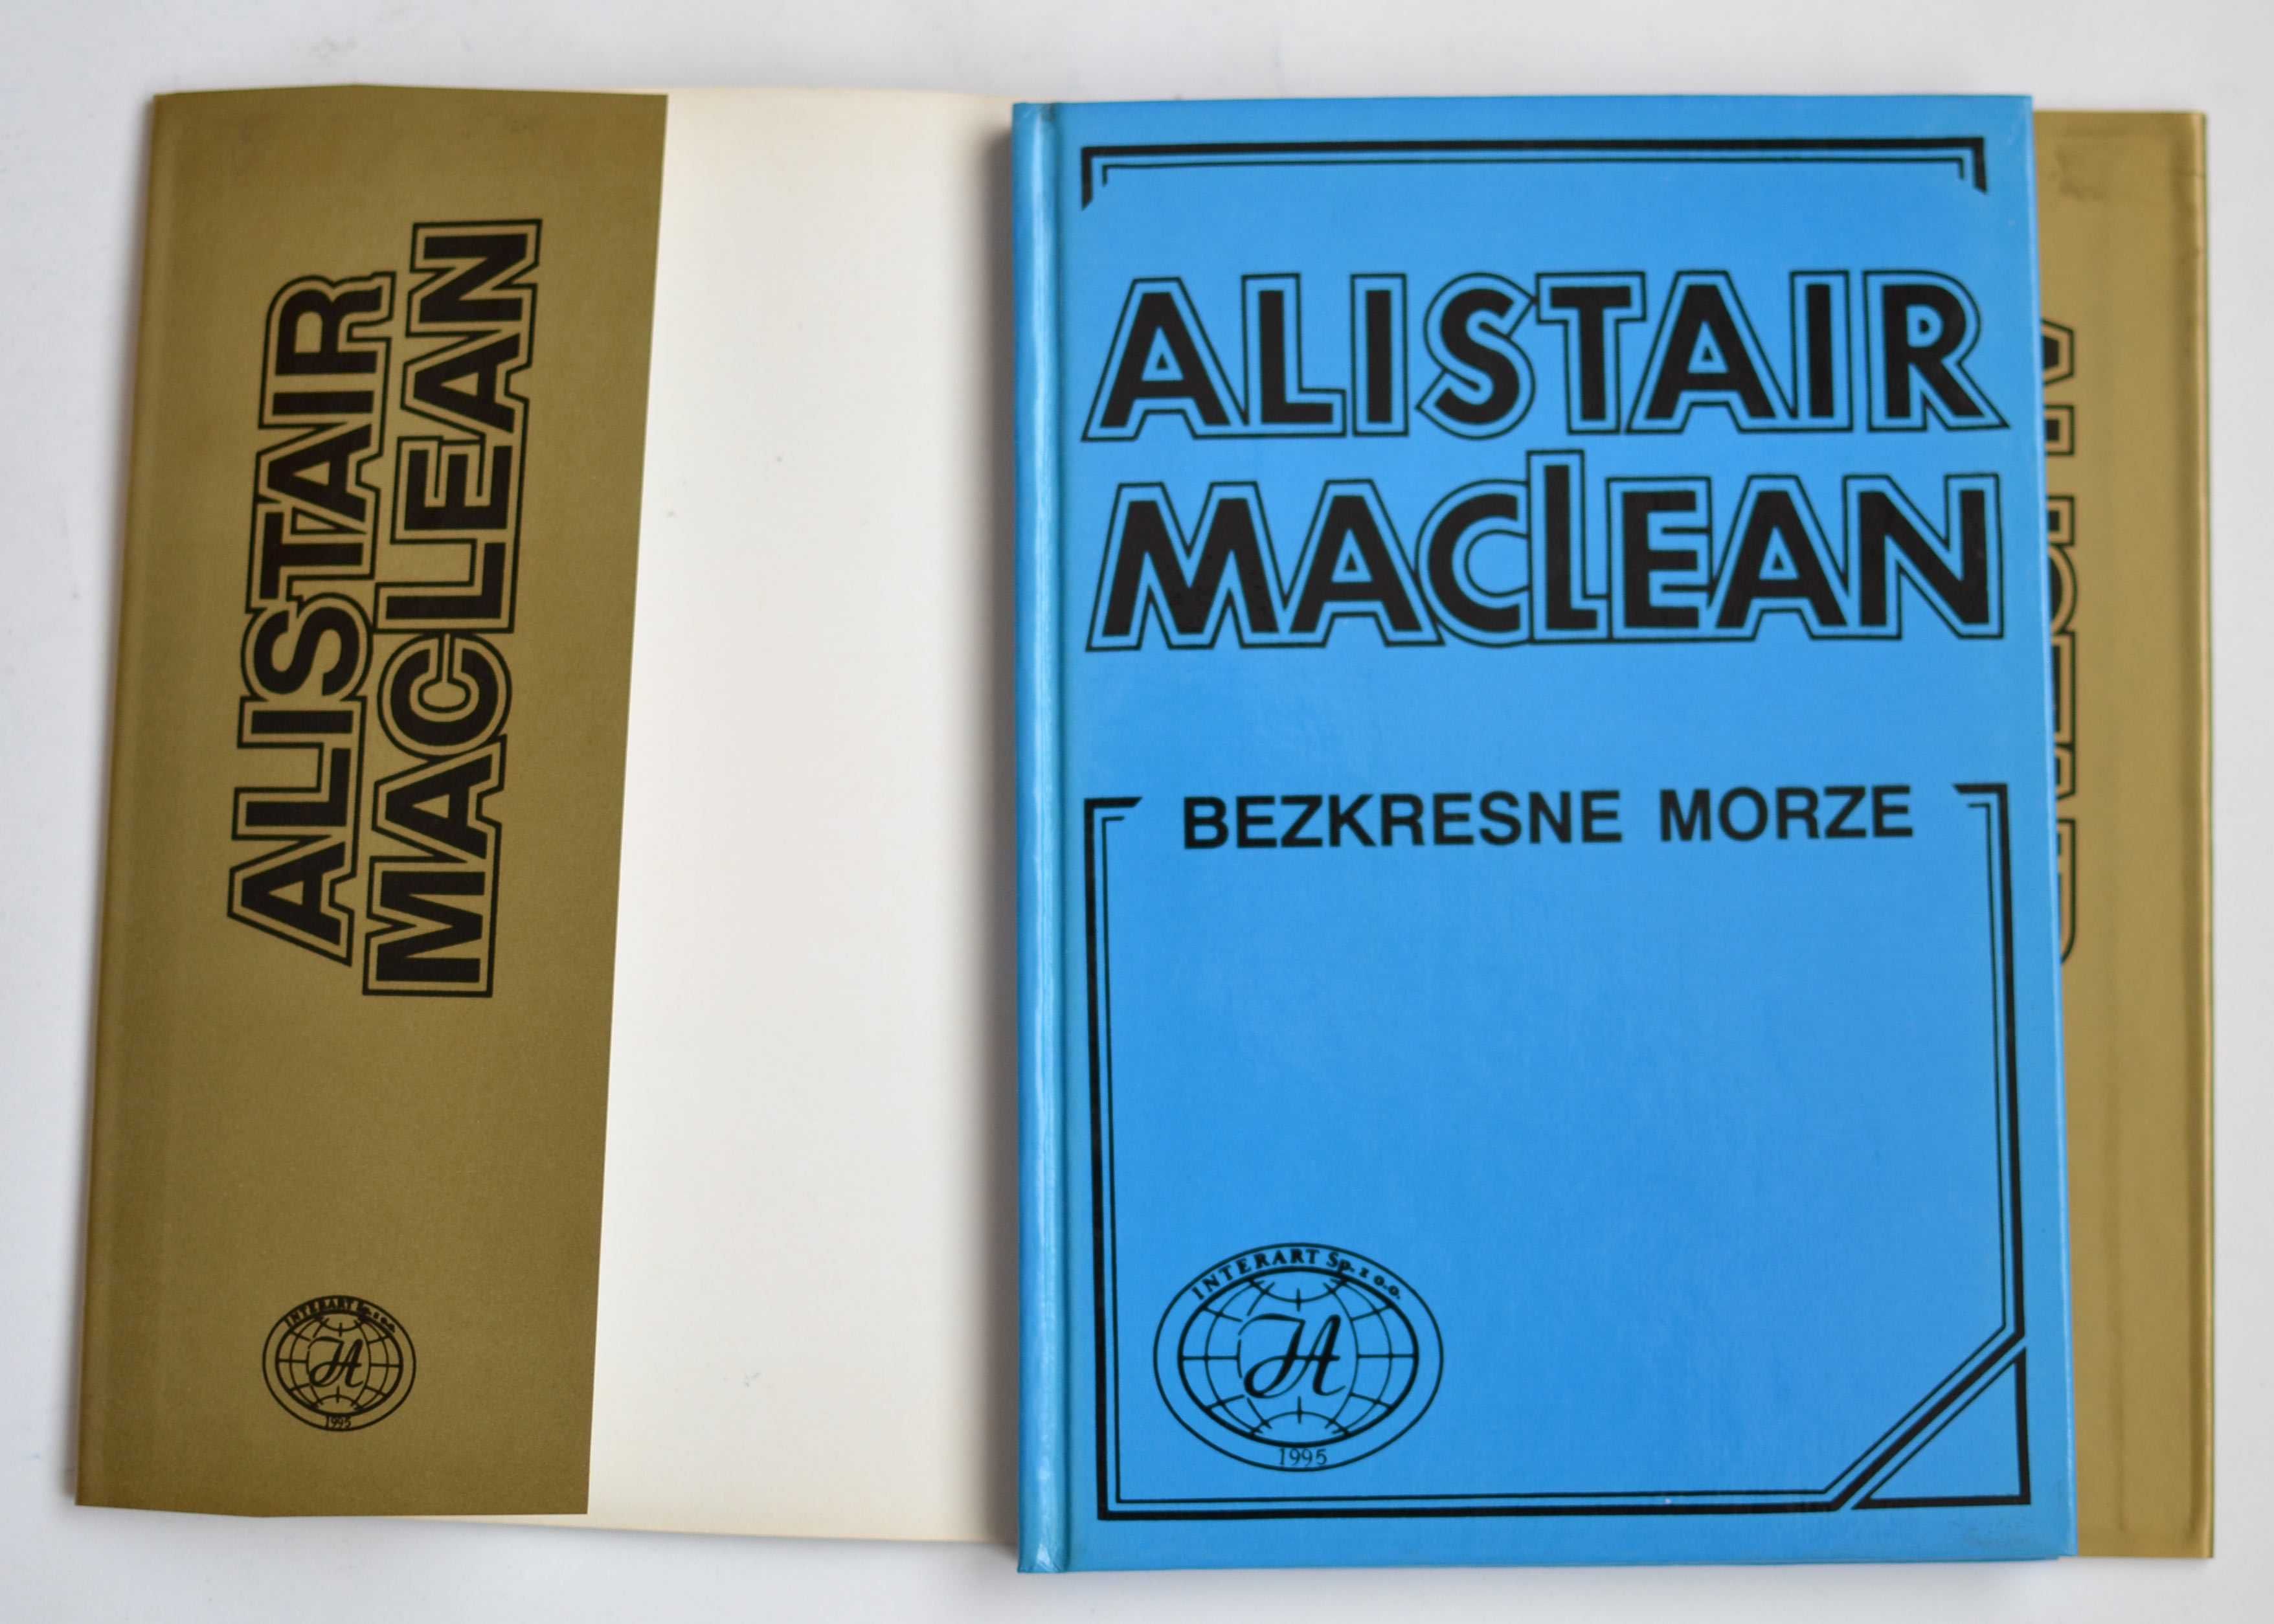 ALISTAIR
MACLEAN
INTERART Sp. z o.o.
JA
1995
ALISTAIR
MACLEAN
BEZKRESNE MORZE
INTERART Sp. z o.o.
JA
1995